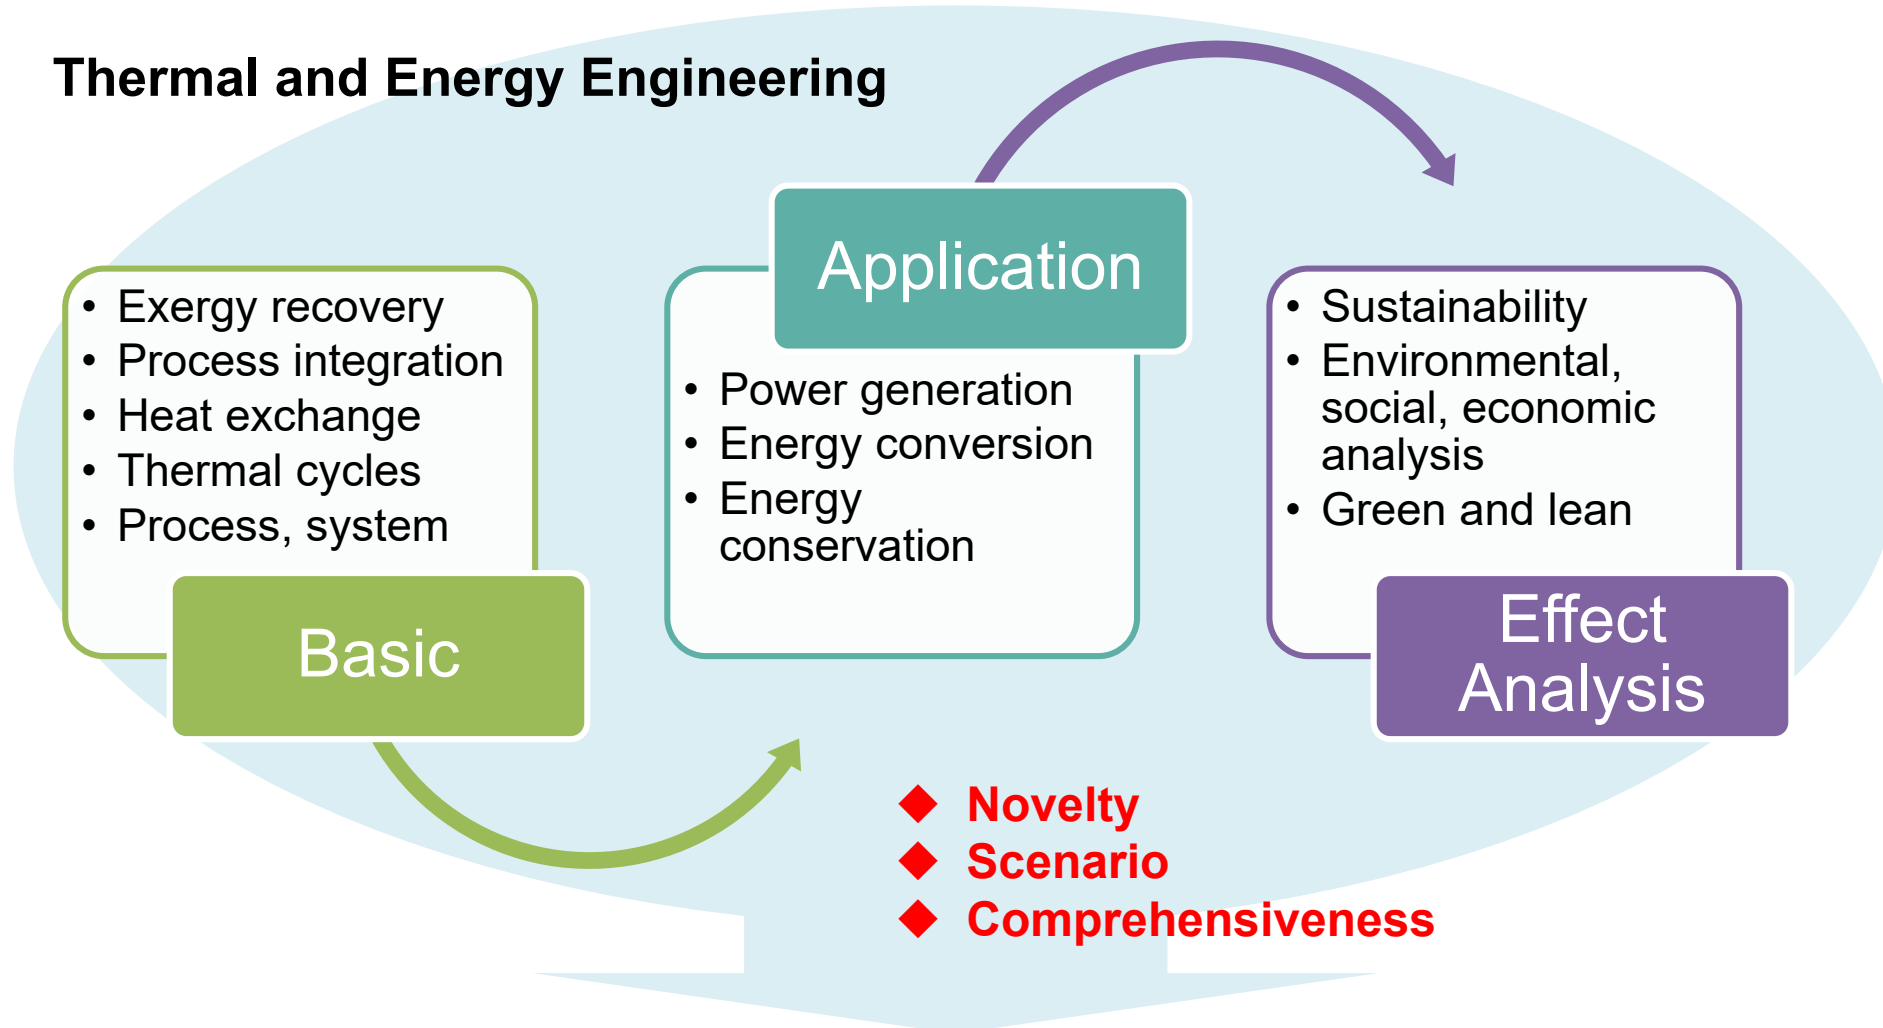 Thermal and Energy Engineering
• Exergy recovery
• Process integration
• Heat exchange
• Thermal cycles
• Process, system
Basic
Application
• Power generation
• Energy conversion
• Energy
conservation
• Sustainability
• Environmental,
social, economic
analysis
• Green and lean
Effect
Analysis
◆ Novelty
◆ Scenario
◆ Comprehensiveness